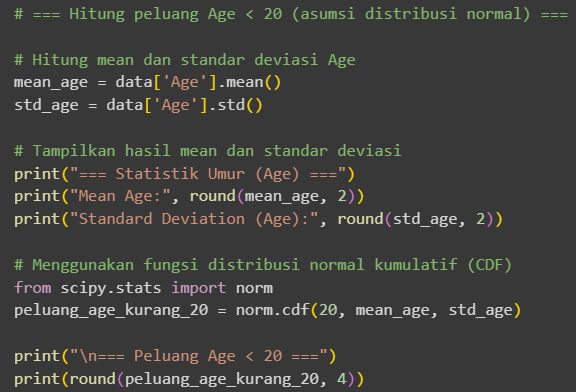 # === Hitung peluang Age < 20 (asumsi distribusi normal) ===
# Hitung mean dan standar deviasi Age
mean_age = data['Age'].mean()
std_age = data['Age'].std()
# Tampilkan hasil mean dan standar deviasi
print("=== Statistik Umur (Age) ===")
print("Mean Age:", round(mean_age, 2))
print("Standard Deviation (Age):", round(std_age, 2))
# Menggunakan fungsi distribusi normal kumulatif (CDF)
from scipy.stats import norm
peluang_age_kurang_20 = norm.cdf(20, mean_age, std_age)
print("\n=== Peluang Age < 20 ===")
print(round(peluang_age_kurang_20, 4))